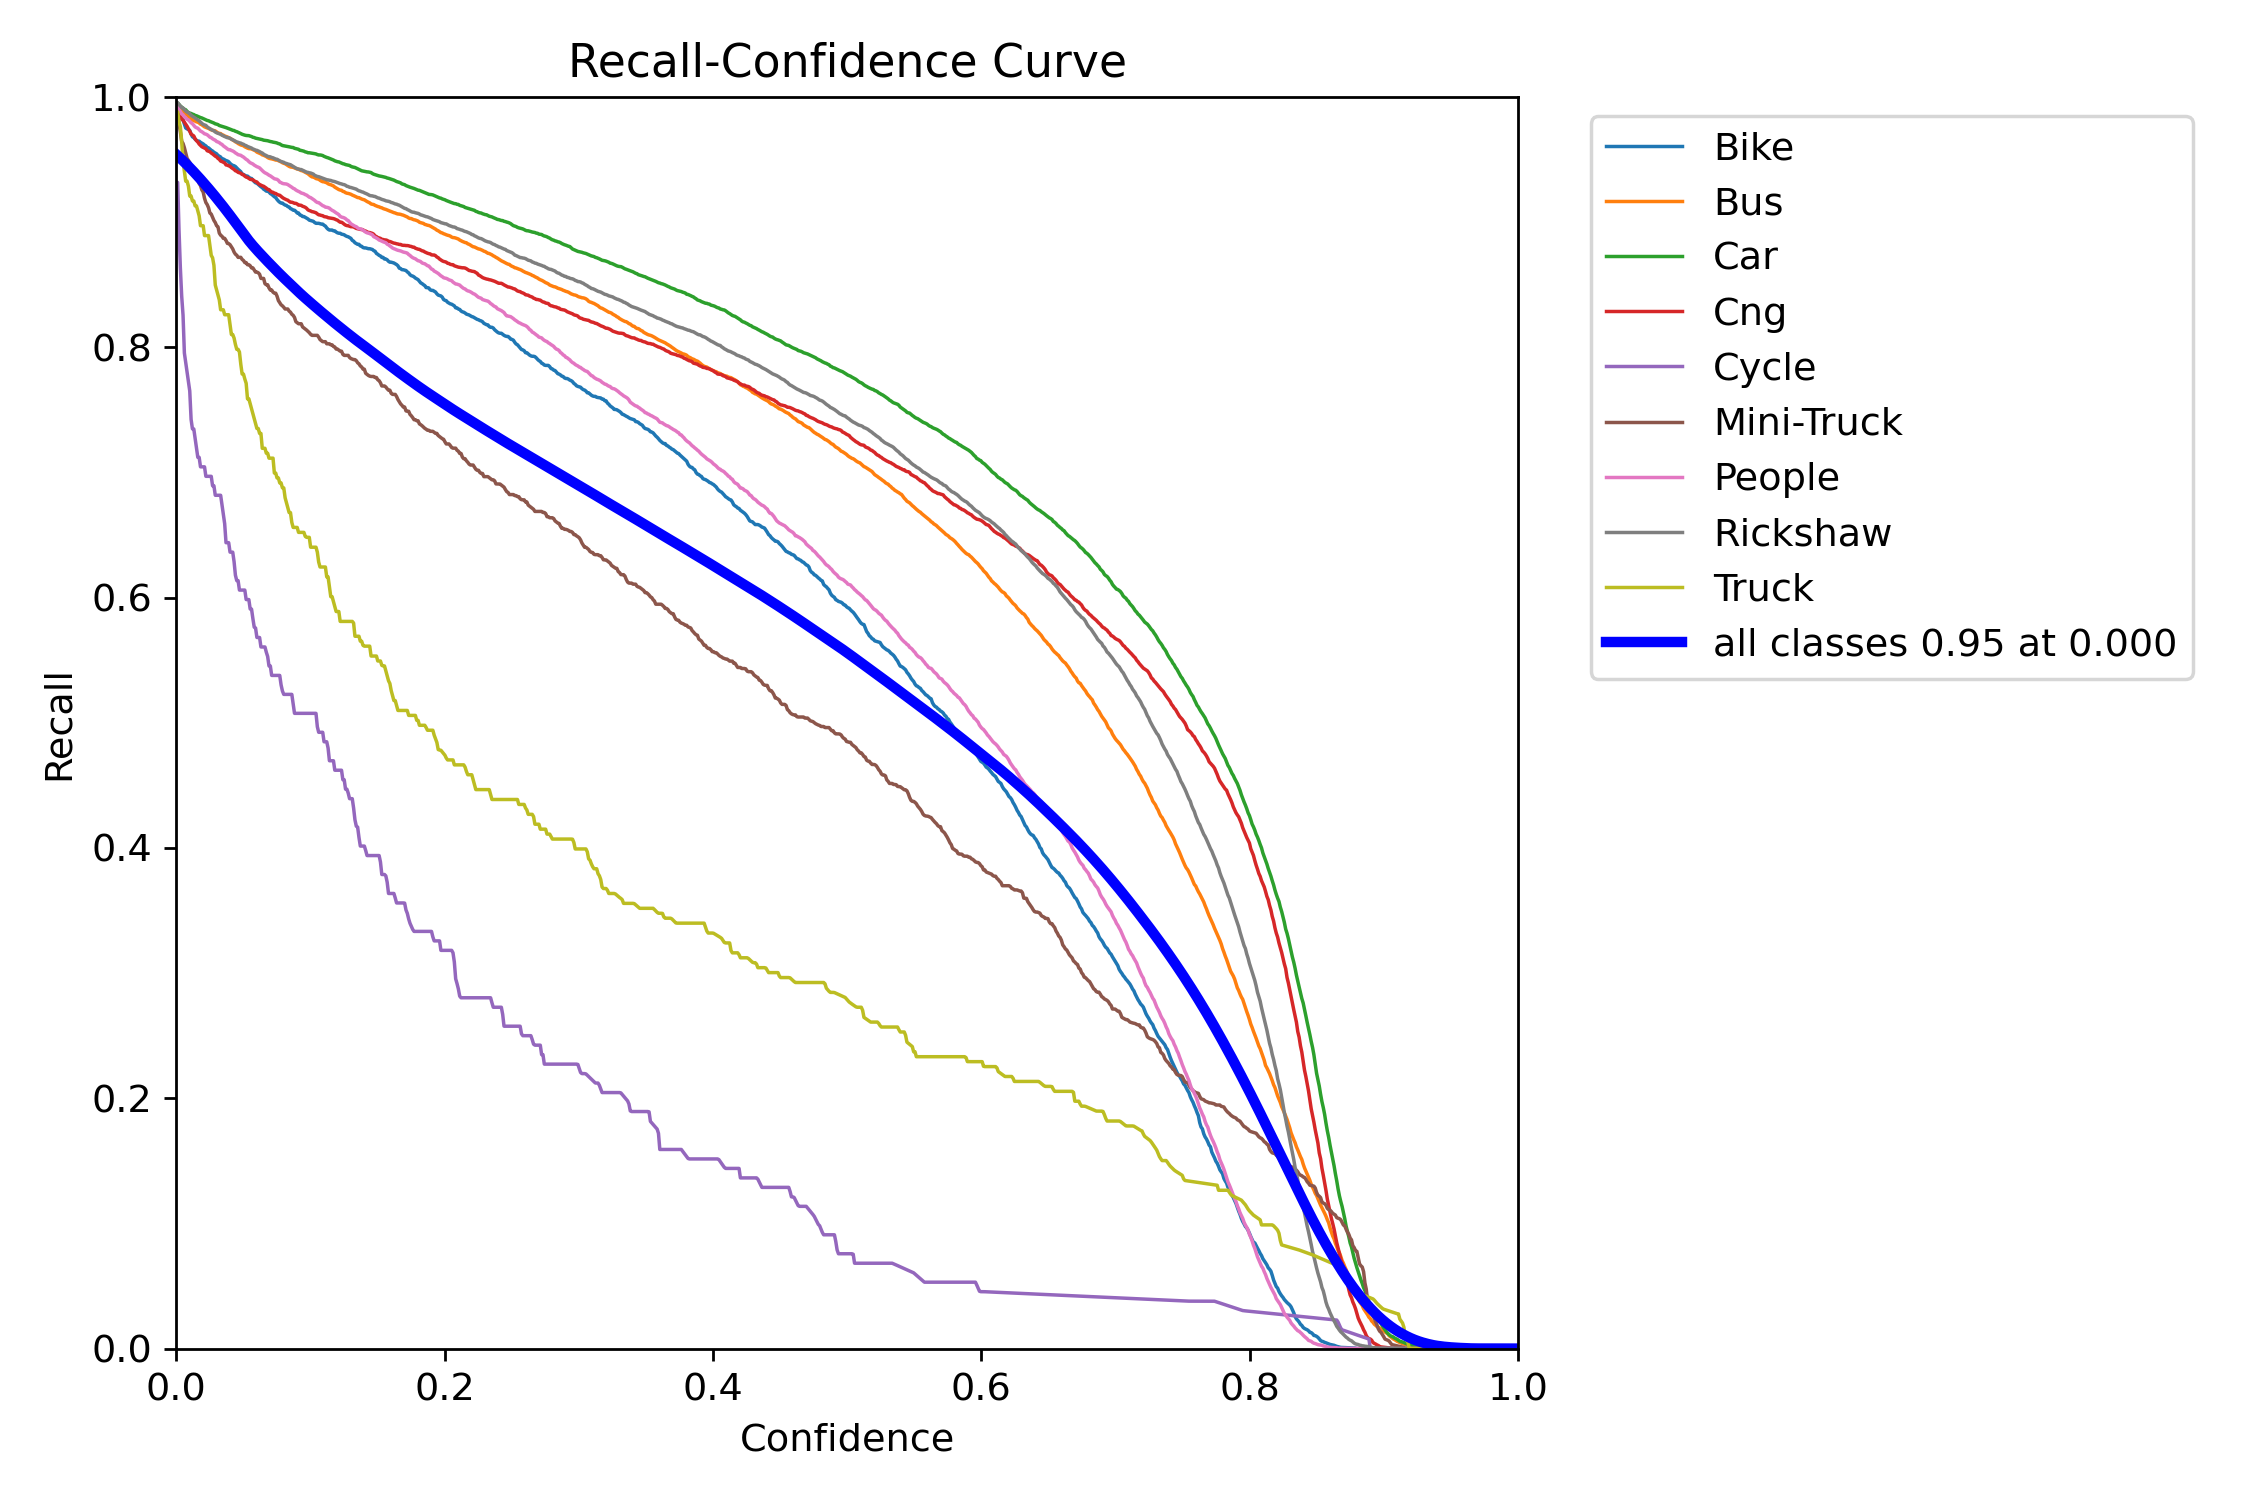 Recall-Confidence Curve
1.0
0.8
0.6
0.4
0.2
0.0
Recall
0.0 0.2 0.4 0.6 0.8 1.0
Confidence
Bike
Bus
Car
Cng
Cycle
Mini-Truck
People
Rickshaw
Truck
all classes 0.95 at 0.000